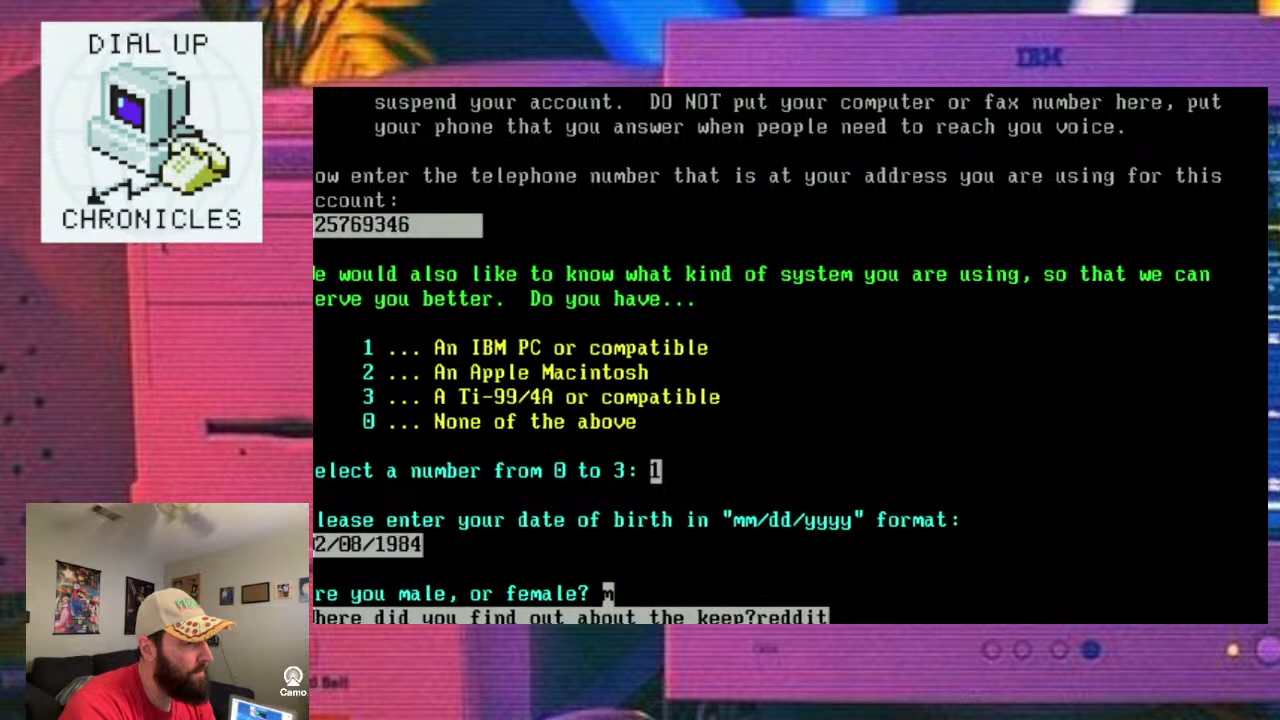 DIAL UP
CHRONICLES
IBM
suspend your account.  DO NOT put your computer or fax number here, put
your phone that you answer when people need to reach you voice.
ow enter the telephone number that is at your address you are using for this
ccount:
25769346
e would also like to know what kind of system you are using, so that we can
erve you better.  Do you have...
1 ... An IBM PC or compatible
2 ... An Apple Macintosh
3 ... A Ti-99/4A or compatible
0 ... None of the above
elect a number from 0 to 3: 1
lease enter your date of birth in "mm/dd/yyyy" format:
2/08/1984
re you male, or female? m
here did you find out about the keep?reddit
Camo
d Bell